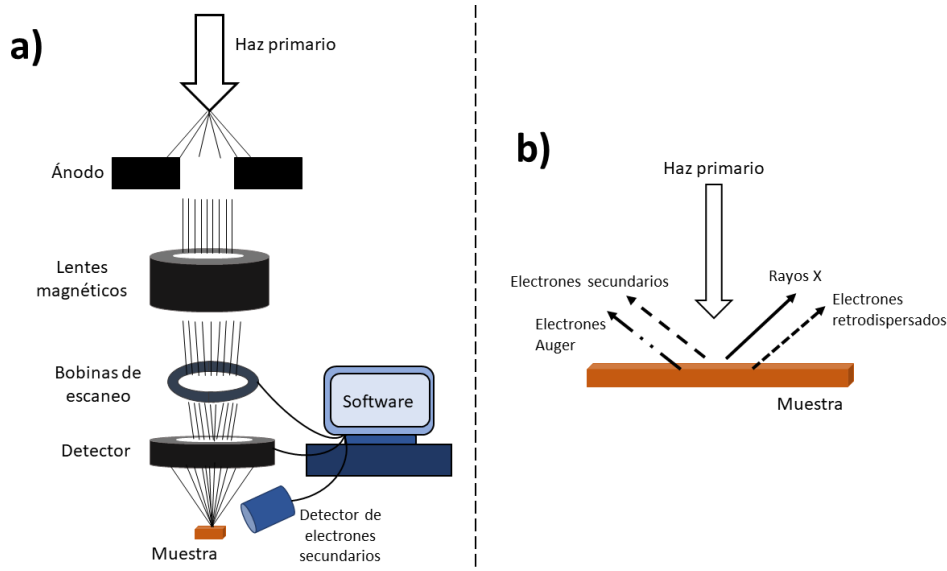 a)
Haz primario
Ánodo
Lentes
magnéticos
Bobinas de
escaneo
Software
Detector
Detector de
electrones
secundarios
Muestra
b)
Haz primario
Electrones secundarios
Rayos X
Electrones
Auger
Electrones
retrodispersados
Muestra